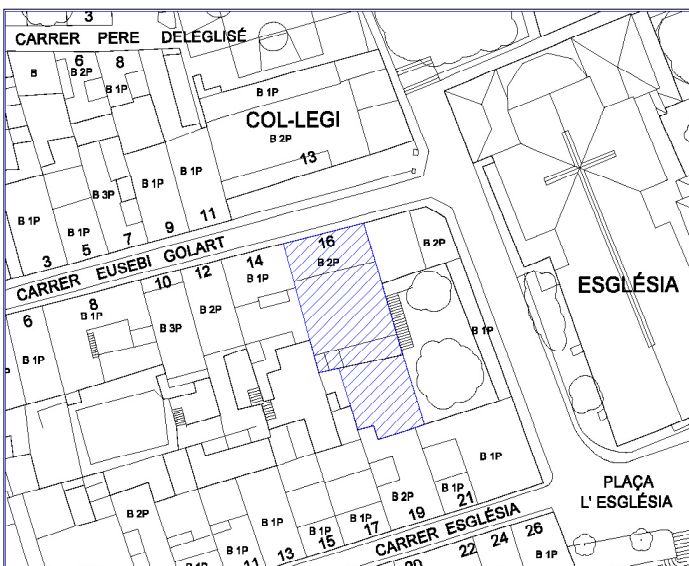 3
CARRER PERE DELEGLISÉ
6
8
B
B 2P
B 1P
B 1P
COL-LEGI
B 2P
13
B 3P
B 1P
B 1P
B 1P
B 1P
3
5
7
9
11
CARRER EUSEBI GOLART
16
B 2P
B 2P
14
B 1P
12
10
8
6
B 1P
B 1P
B 3P
B 2P
B 1P
ESGLÉSIA
B 1P
B 1P
21
B 2P
19
B 1P
17
B 1P
15
B 1P
13
B 2P
B 1P
11
B 1P
CARRER ESGLÉSIA
PLAÇA
L' ESGLÉSIA
20
22
24
26
B 1P